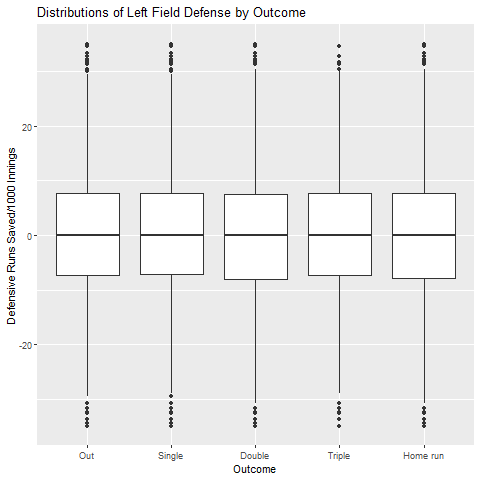 Distributions of Left Field Defense by Outcome
Defensive Runs Saved/1000 Innings
20
0
-20
Out Single Double Triple Home run
Outcome